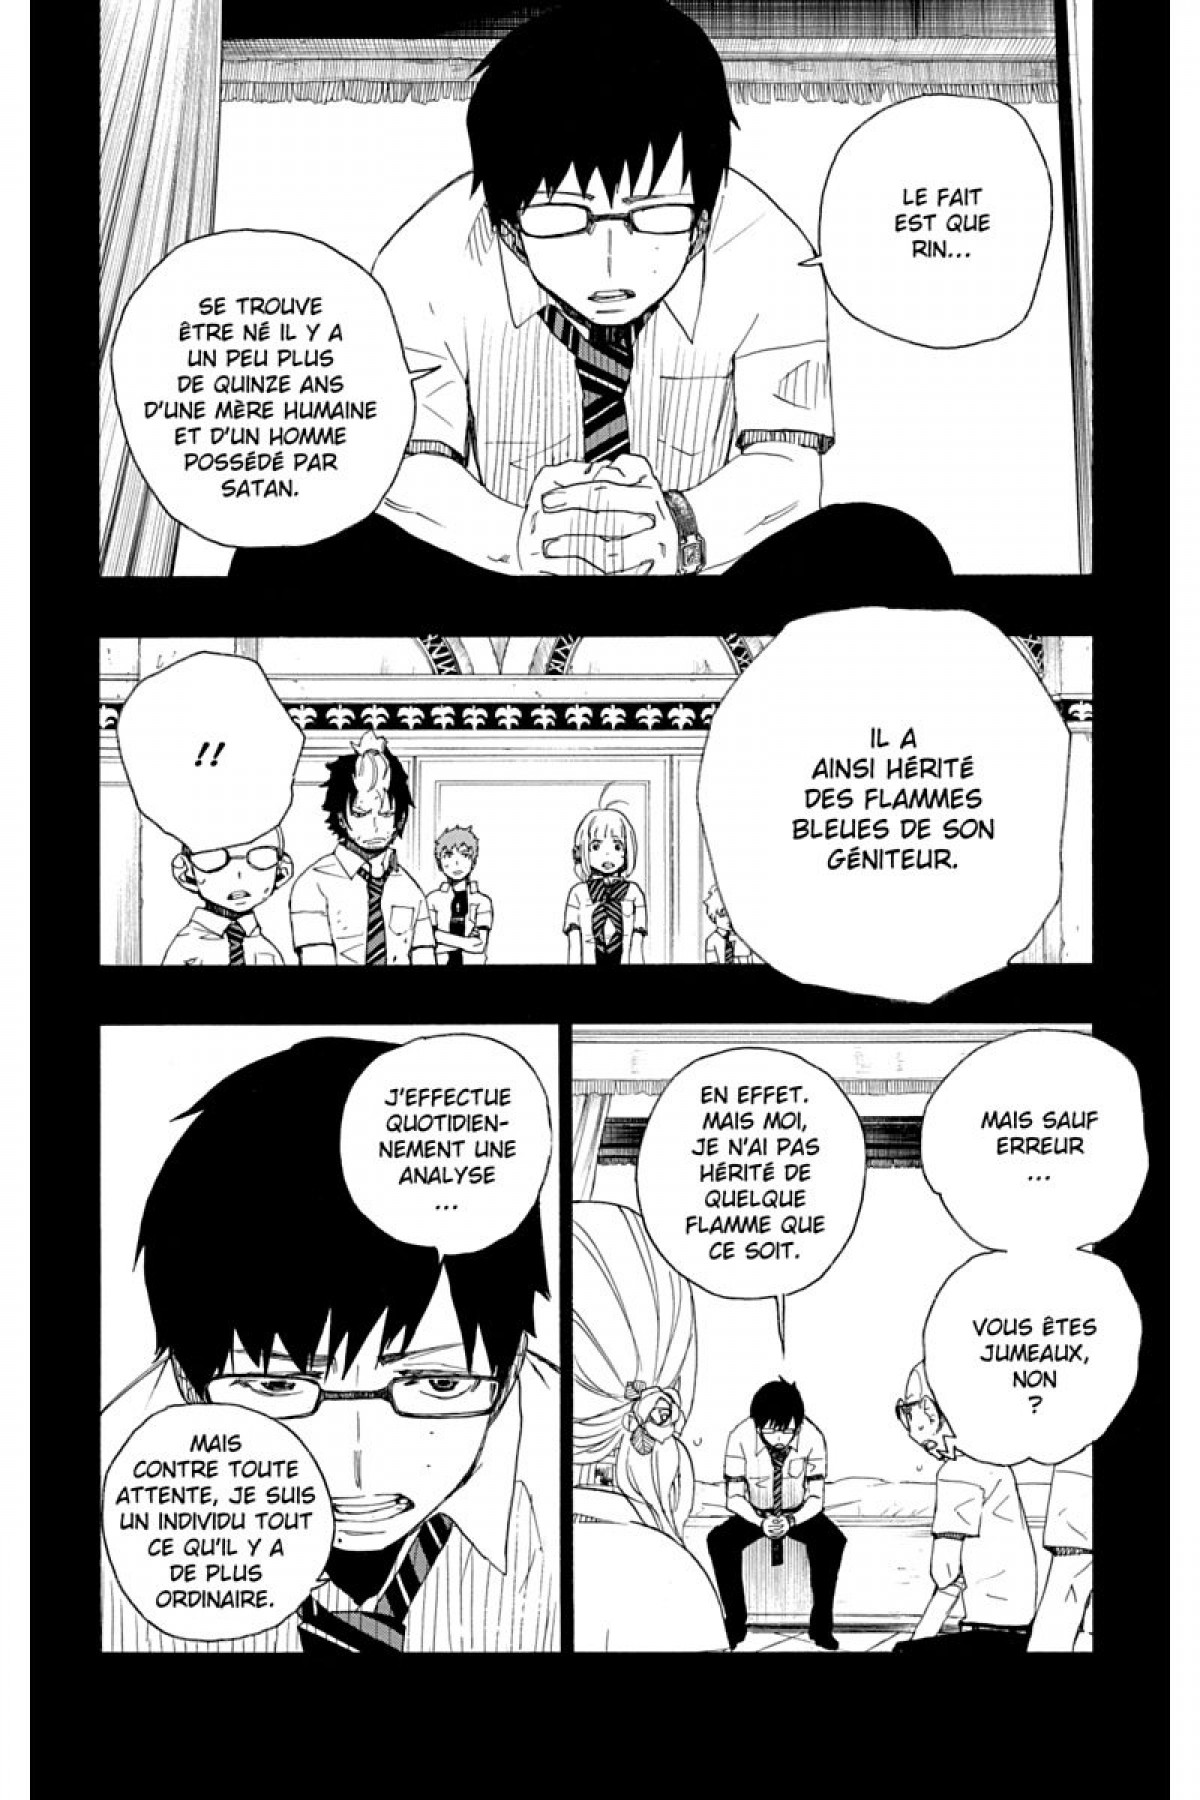 LE FAIT
EST QUE
RIN...
SE TROUVE
ÊTRE NÉ IL Y A
UN PEU PLUS
DE QUINZE ANS
D'UNE MÈRE HUMAINE
ET D'UN HOMME
POSSÉDÉ PAR
SATAN.
IL A
AINSI HÉRITÉ
DES FLAMMES
BLEUES DE SON
GÉNITEUR.
!!
MAIS SAUF
ERREUR
...
VOUS ÊTES
JUMEAUX,
NON
?
EN EFFET.
MAIS MOI,
JE N'AI PAS
HÉRITÉ DE
QUELQUE
FLAMME QUE
CE SOIT.
J'EFFECTUE
QUOTIDIEN-
NEMENT UNE
ANALYSE
...
MAIS
CONTRE TOUTE
ATTENTE, JE SUIS
UN INDIVIDU TOUT
CE QU'IL Y A
DE PLUS
ORDINAIRE.